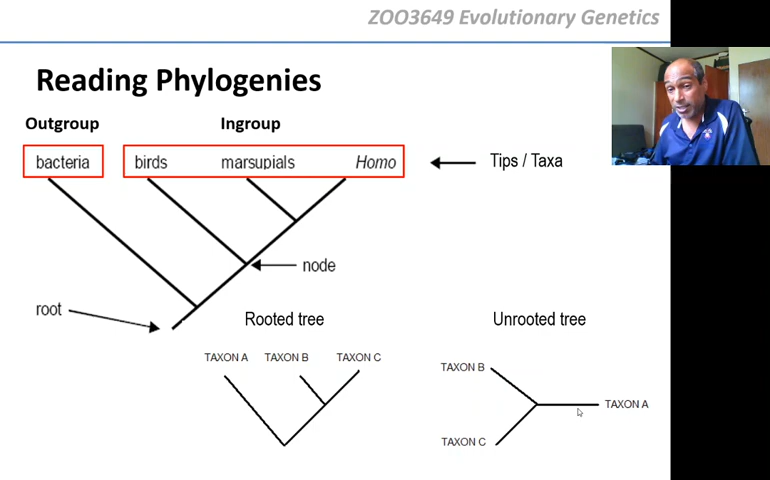 ZOO3649 Evolutionary Genetics
Reading Phylogenies
Outgroup Ingroup
bacteria birds marsupials Homo
Tips / Taxa
node
root
Rooted tree
Unrooted tree
TAXON A TAXON B TAXON C
TAXON B
TAXON A
TAXON C